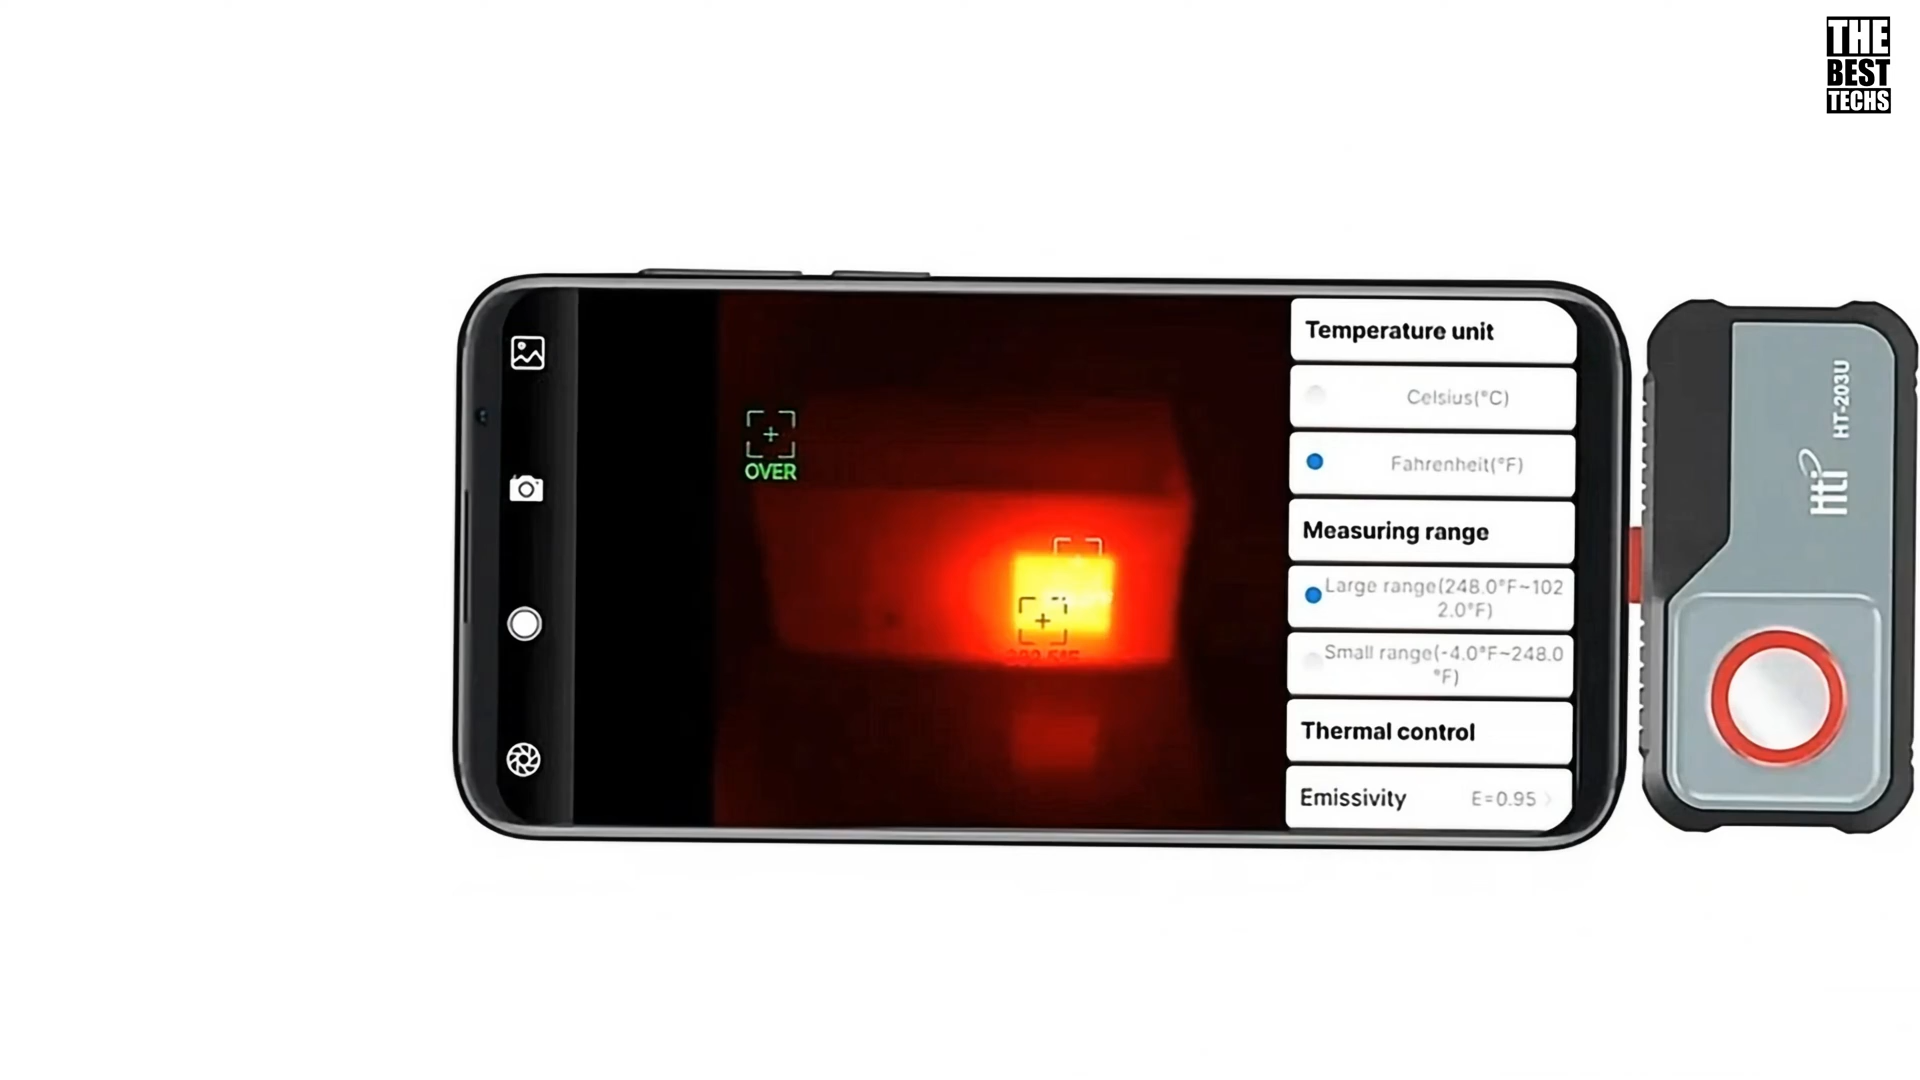 THE
BEST
TECHS
Temperature unit
Celsius(°C)
Fahrenheit(°F)
Measuring range
Large range(248.0°F~102
2.0°F)
Small range(-4.0°F~248.0
°F)
Thermal control
Emissivity E=0.95
OVER
HT-203U
Hti